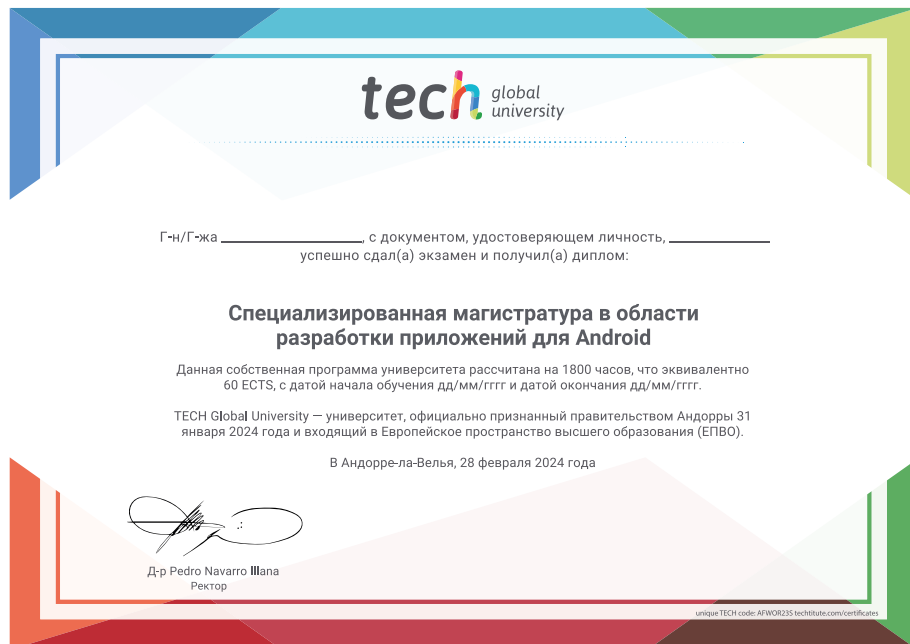 tech global
university
Г-н/Г-жа ____________________, с документом, удостоверяющем личность, ______________
успешно сдал(а) экзамен и получил(а) диплом:
Специализированная магистратура в области
разработки приложений для Android
Данная собственная программа университета рассчитана на 1800 часов, что эквивалентно
60 ECTS, с датой начала обучения дд/мм/гггг и датой окончания дд/мм/гггг.
TECH Global University — университет, официально признанный правительством Андорры 31
января 2024 года и входящий в Европейское пространство высшего образования (ЕПВО).
В Андорре-ла-Велья, 28 февраля 2024 года
Д-р Pedro Navarro Illana
Ректор
unique TECH code: AFWOR23S techtitute.com/certificates